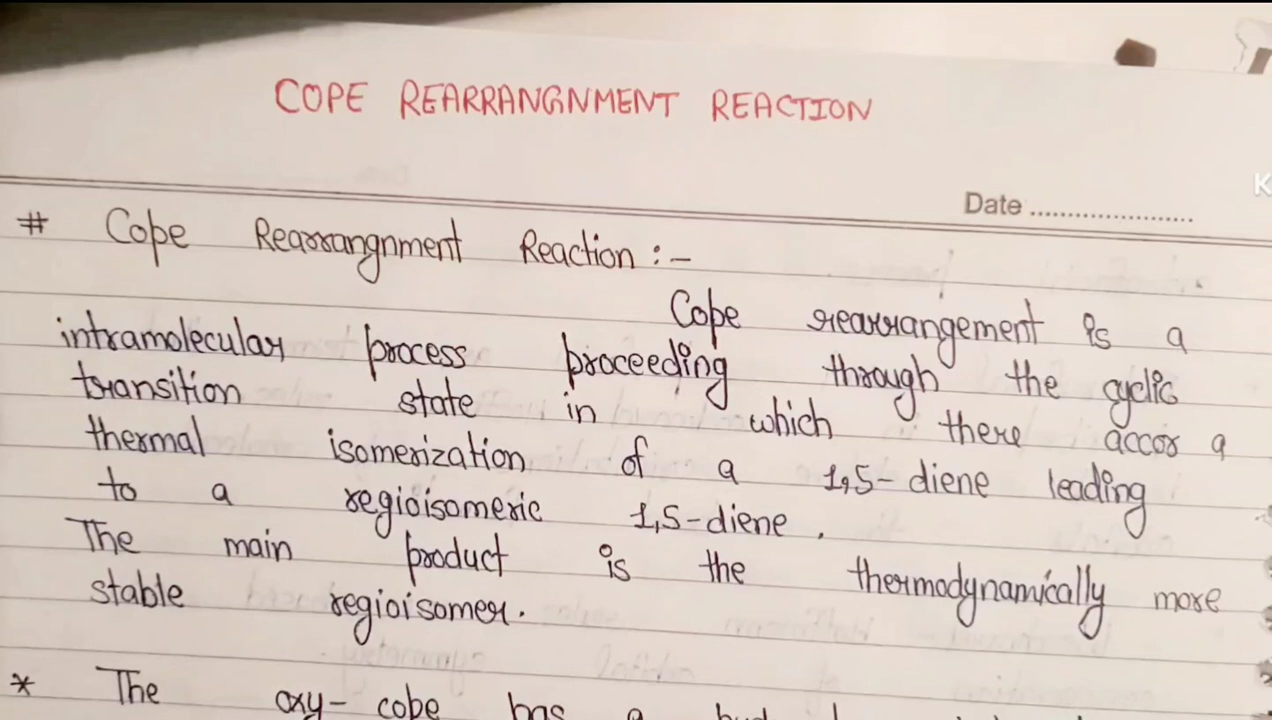 COPE REARRANGNMENT REACTION
Date ......................
K
# Cope Rearrangnment Reaction :-
Cope rearrangement is a
intramolecular process proceeding through the cyclic
transition state in which there accor a
thermal isomerization of a 1,5-diene leading
to a regioisomeric 1,5-diene.
The main product is the thermodynamically more
stable regioisomer.
* The oxy-cope has a